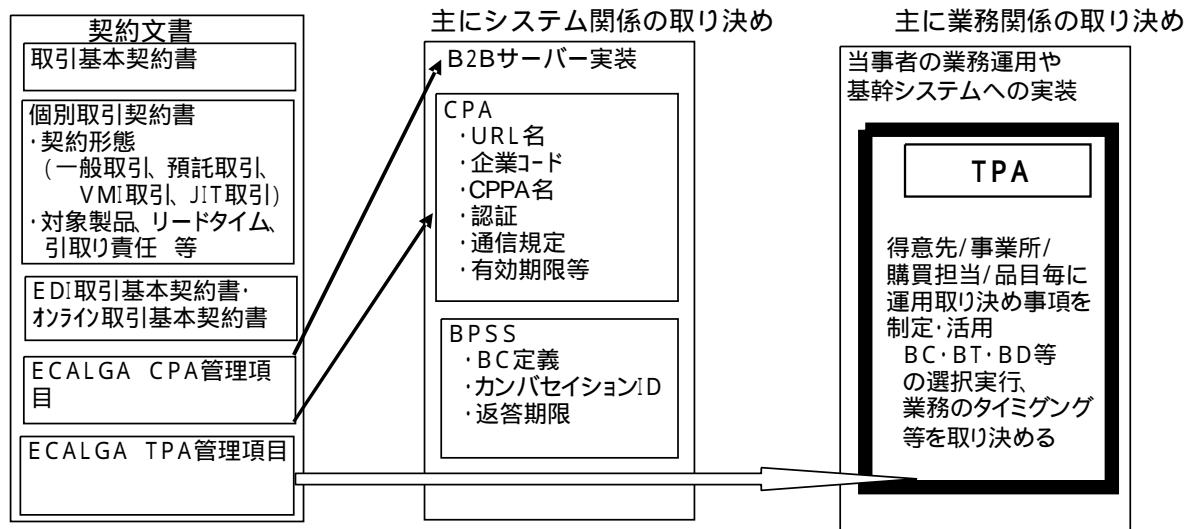 契約文書
取引基本契約書
個別取引契約書
・契約形態
(一般取引、預託取引、
VMI取引、JIT取引)
・対象製品、リードタイム、
引取り責任 等
EDI取引基本契約書・
オンライン取引基本契約書
ECALGA CPA管理項
目
ECALGA TPA管理項目
主にシステム関係の取り決め
B2Bサーバー実装
CPA
・URL名
・企業コード
・CPPA名
・認証
・通信規定
・有効期限等
BPSS
・BC定義
・カンバセイションID
・返答期限
主に業務関係の取り決め
当事者の業務運用や
基幹システムへの実装
TPA
得意先/事業所/
購買担当/品目毎に
運用取り決め事項を
制定・活用
BC・BT・BD等
の選択実行、
業務のタイミグング
等を取り決める